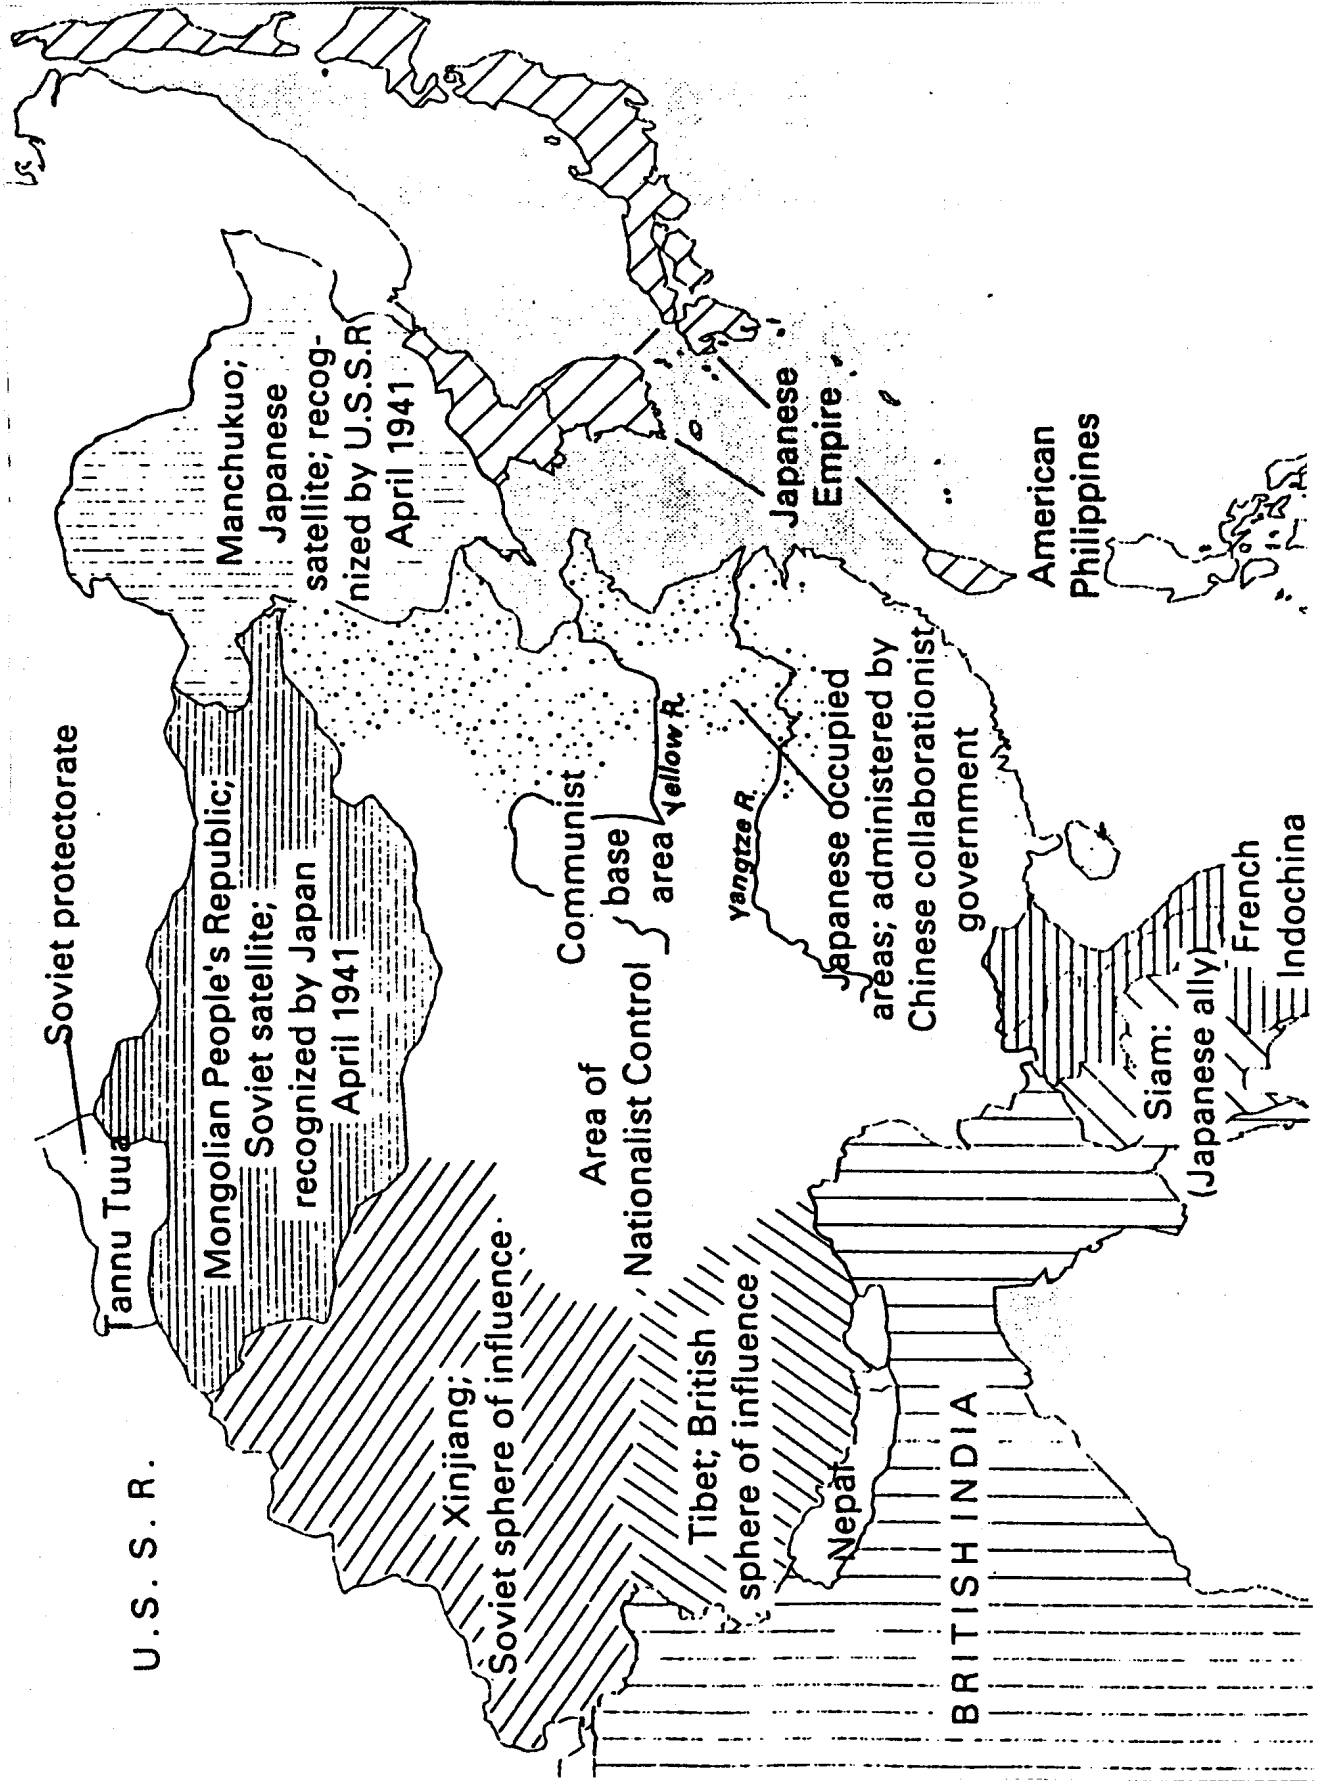 U.S.S.R.
Soviet protectorate
Tannu Tuua
Mongolian People's Republic;
Soviet satellite;
recognized by Japan
April 1941
Manchukuo;
Japanese
satellite; recog-
nized by U.S.S.R
April 1941
Xinjiang;
Soviet sphere of influence
Communist
base
area
Yellow R.
Area of
Nationalist Control
Tibet; British
sphere of influence
Yangtze R.
Japanese
Empire
Nepal
Japanese occupied
areas; administered by
Chinese collaborationist
government
BRITISH INDIA
American
Philippines
Siam:
(Japanese ally)
French
Indochina